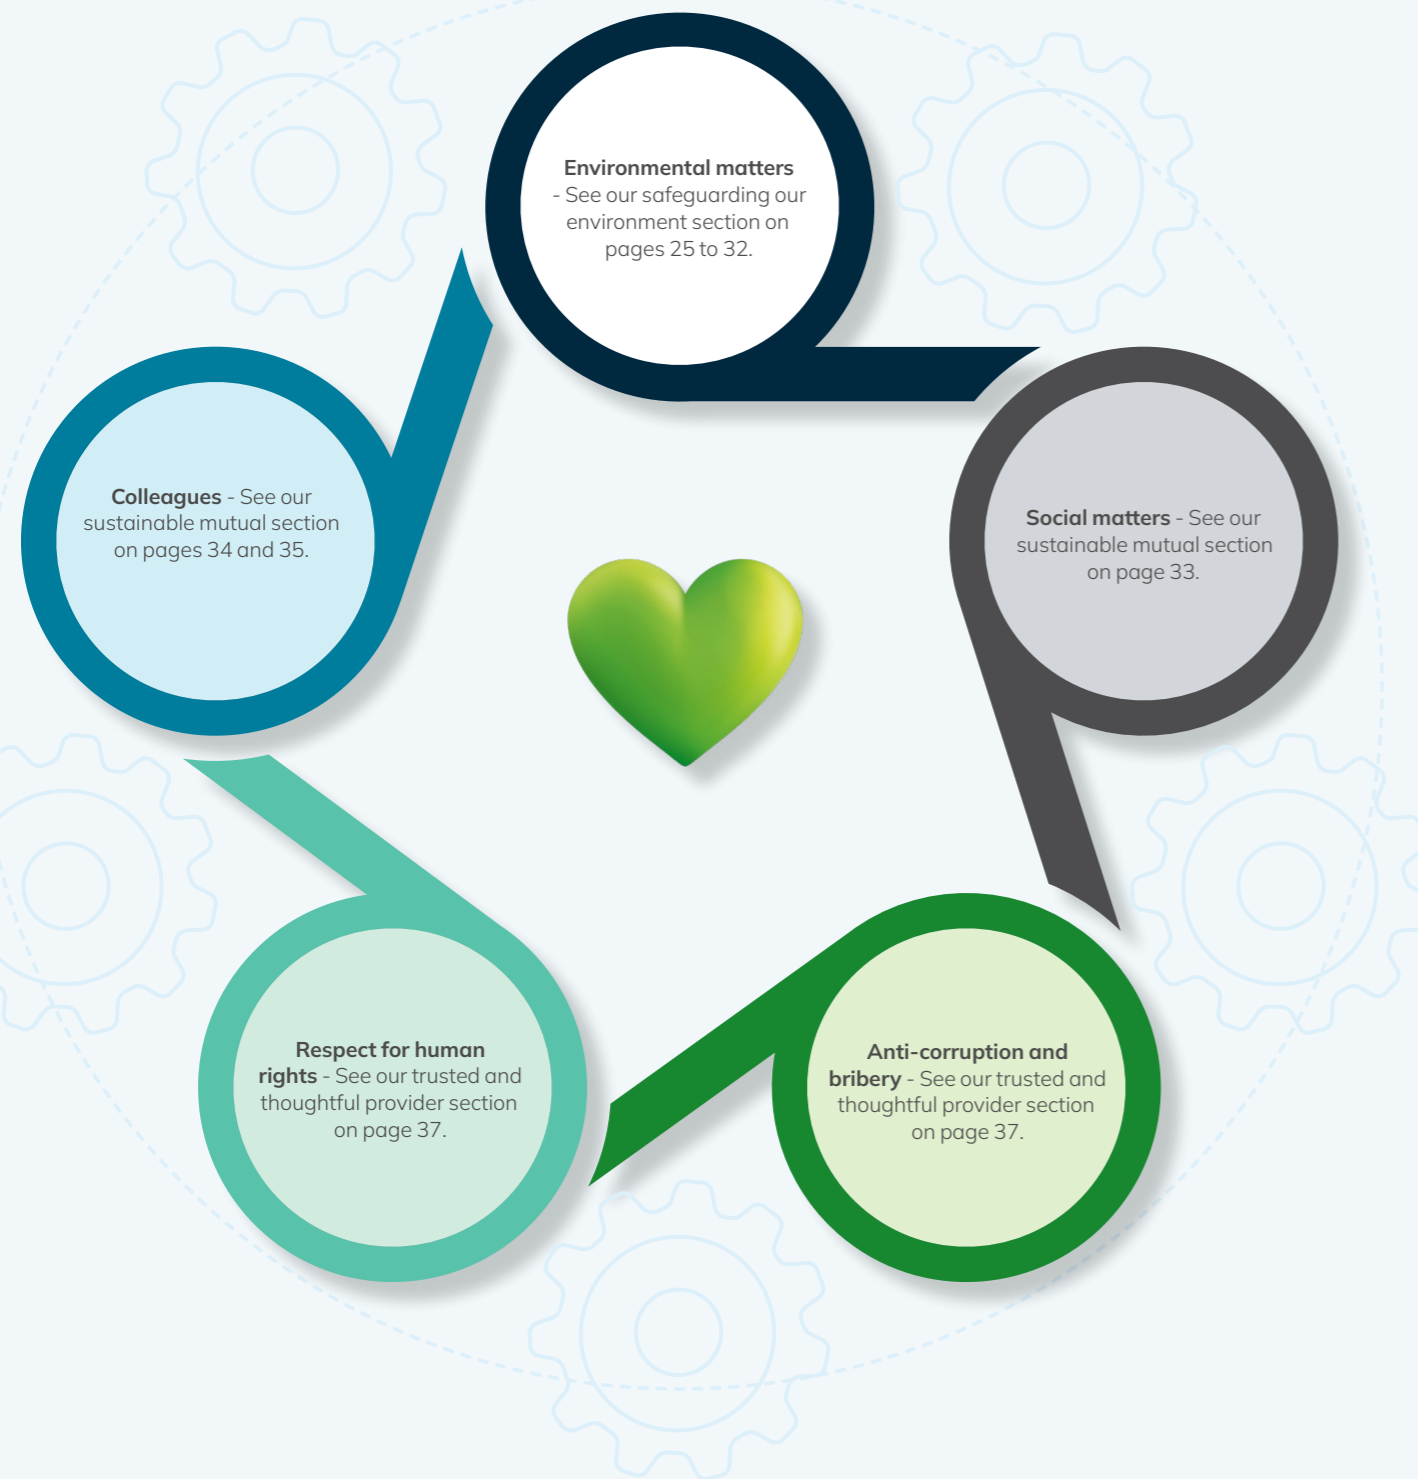 Environmental matters
- See our safeguarding our
environment section on
pages 25 to 32.
Colleagues - See our
sustainable mutual section
on pages 34 and 35.
Social matters - See our
sustainable mutual section
on page 33.
Respect for human
rights - See our trusted and
thoughtful provider section
on page 37.
Anti-corruption and
bribery - See our trusted and
thoughtful provider section
on page 37.